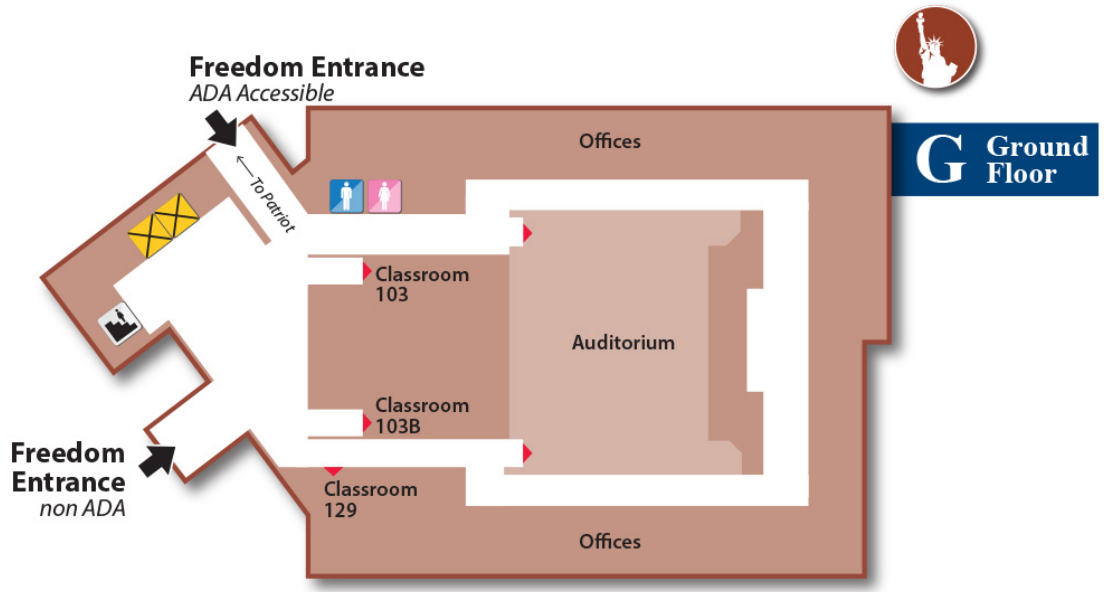 Freedom Entrance
ADA Accessible
Offices
G Ground
Floor
←To Patriot
Classroom
103
Auditorium
Classroom
103B
Freedom
Entrance
non ADA
Classroom
129
Offices